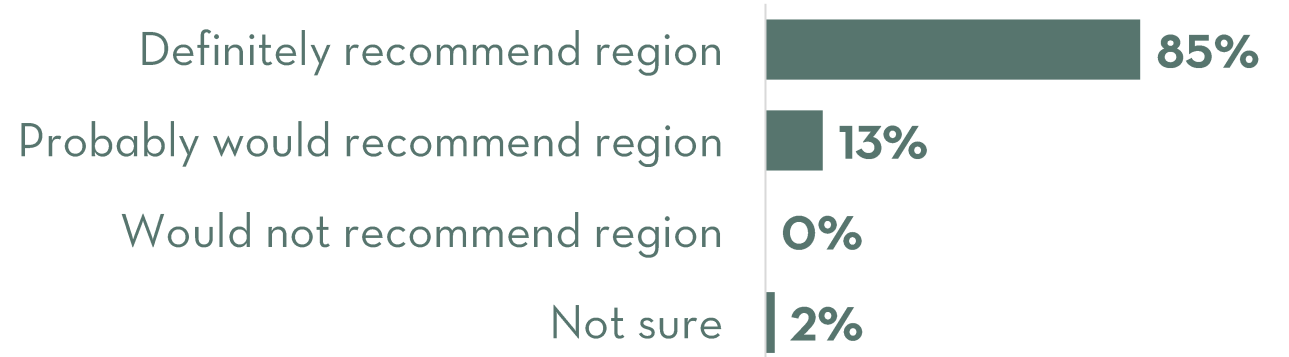 Definitely recommend region 85%
Probably would recommend region 13%
Would not recommend region 0%
Not sure 2%